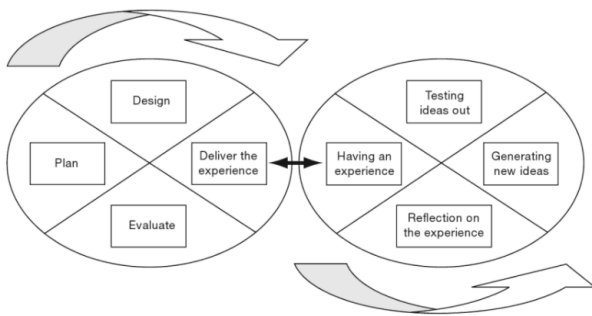 Design
Plan
Deliver the
experience
Evaluate
Testing
ideas out
Having an
experience
Generating
new ideas
Reflection on
the experience